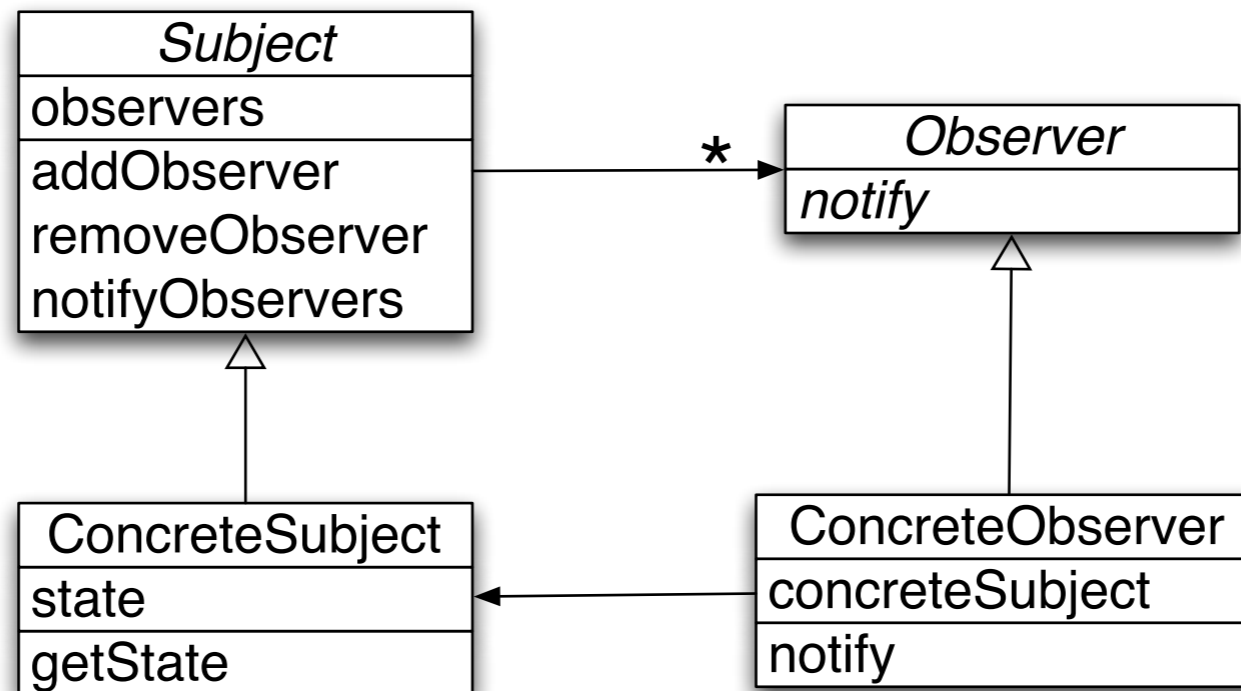 Subject
observers
addObserver
removeObserver
notifyObservers
*
Observer
notify
ConcreteSubject
state
getState
ConcreteObserver
concreteSubject
notify